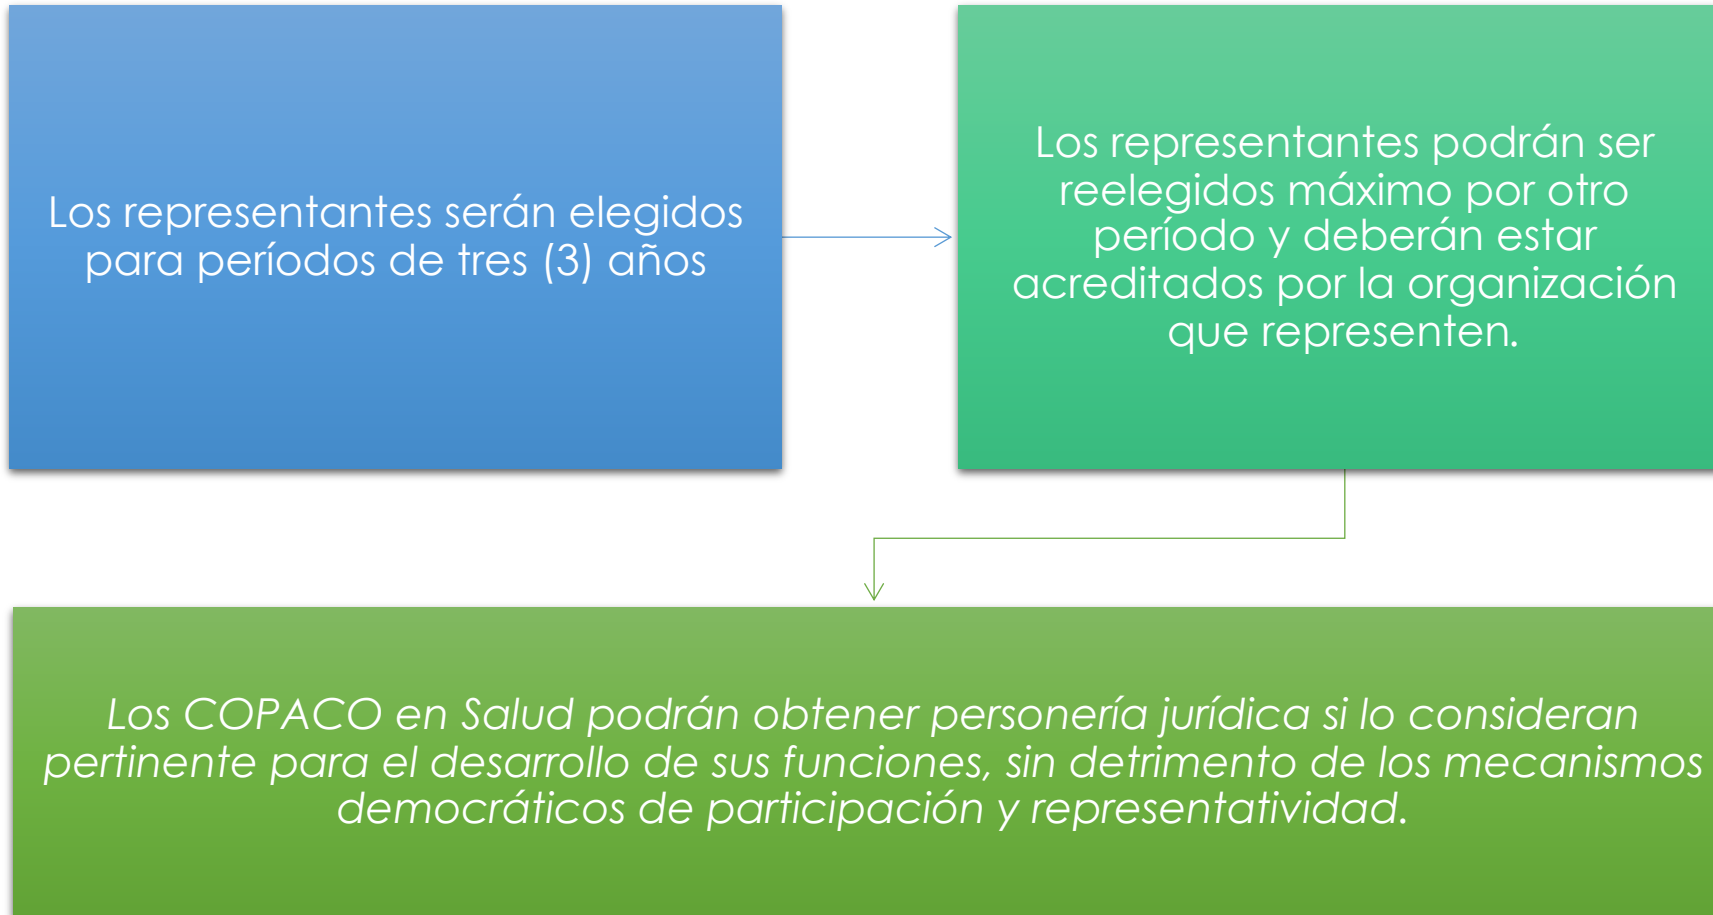 Los representantes serán elegidos
para períodos de tres (3) años
Los representantes podrán ser
reelegidos máximo por otro
período y deberán estar
acreditados por la organización
que representen.
Los COPACO en Salud podrán obtener personería jurídica si lo consideran
pertinente para el desarrollo de sus funciones, sin detrimento de los mecanismos
democráticos de participación y representatividad.